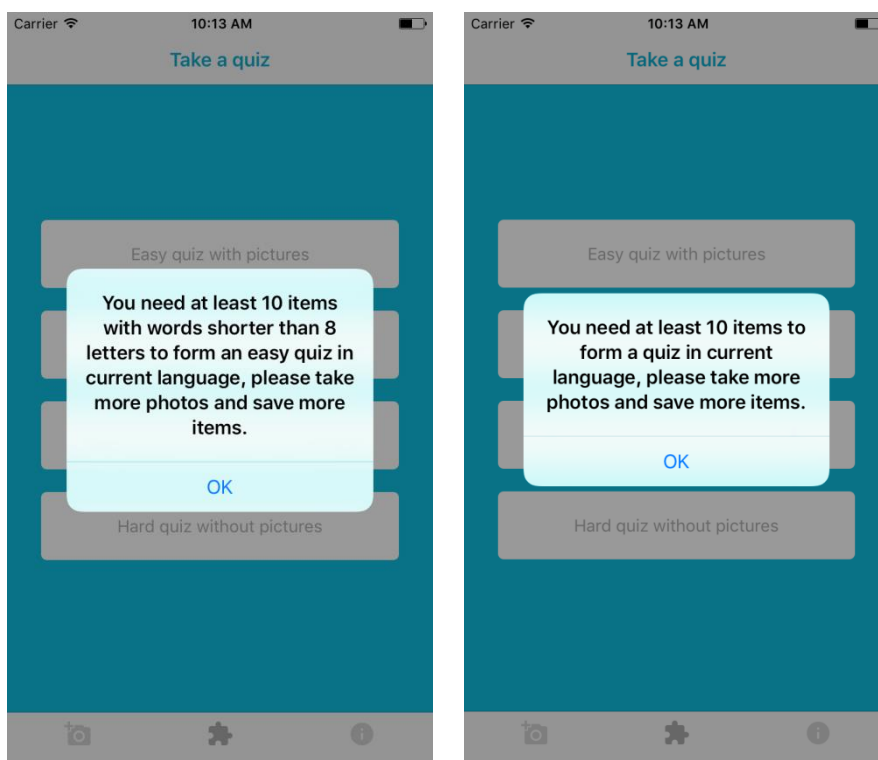 Carrier
10:13 AM
Take a quiz
Easy quiz with pictures
You need at least 10 items
with words shorter than 8
letters to form an easy quiz in
current language, please take
more photos and save more
items.
OK
Hard quiz without pictures
Carrier
10:13 AM
Take a quiz
Easy quiz with pictures
You need at least 10 items to
form a quiz in current
language, please take more
photos and save more items.
OK
Hard quiz without pictures